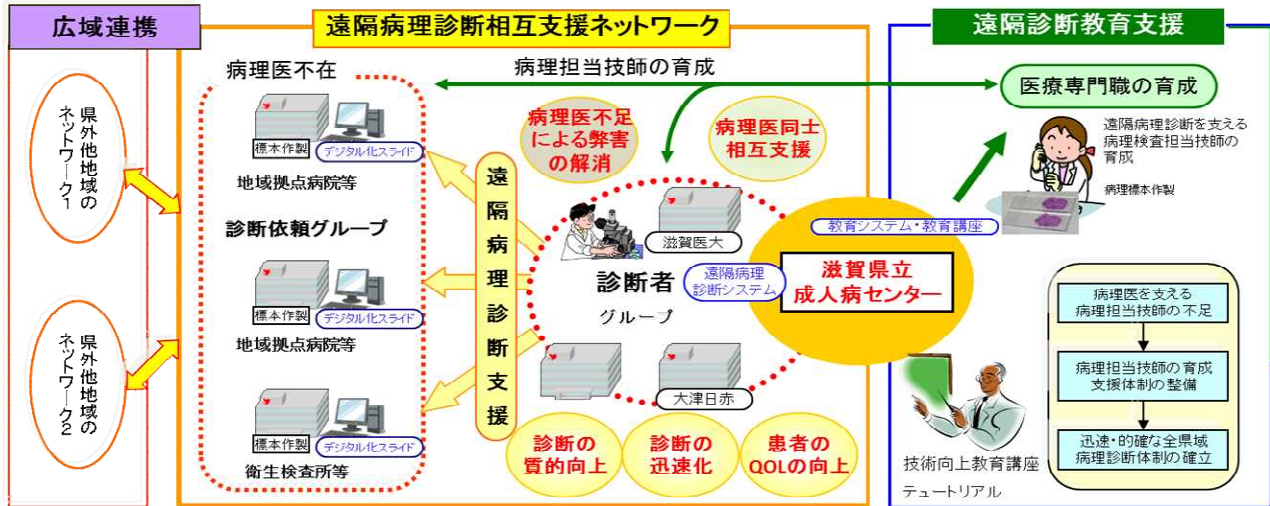 広域連携
県外他地域の
ネットワーク1
県外他地域の
ネットワーク2
遠隔病理診断相互支援ネットワーク
病理医不在
標本作製
デジタル化スライド
地域拠点病院等
診断依頼グループ
標本作製
デジタル化スライド
地域拠点病院等
標本作製
デジタル化スライド
衛生検査所等
病理担当技師の育成
遠隔病理診断支援
病理医不足
による弊害
の解消
病理医同士
相互支援
滋賀医大
診断者
グループ
遠隔病理
診断システム
大津日赤
滋賀県立
成人病センター
診断の
質的向上
診断の
迅速化
患者の
QOLの向上
遠隔診断教育支援
医療専門職の育成
遠隔病理診断を支える
病理検査担当技師の
育成
病理標本作製
教育システム・教育講座
技術向上教育講座
テュートリアル
病理医を支える
病理担当技師の不足
病理担当技師の育成
支援体制の整備
迅速・的確な全県域
病理診断体制の確立